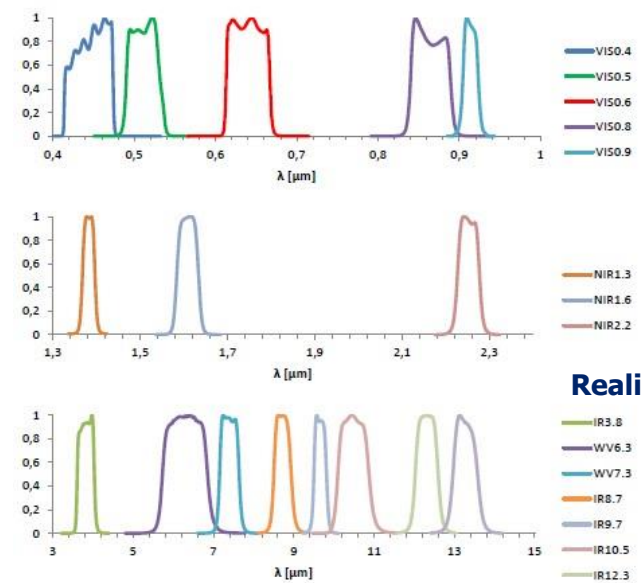 1
0,8
0,6
0,4
0,2
0
0,4 0,5 0,6 0,7 0,8 0,9 1
λ [μm]
VIS0.4
VIS0.5
VIS0.6
VIS0.8
VIS0.9
1
0,8
0,6
0,4
0,2
0
1,3 1,5 1,7 1,9 2,1 2,3
λ [μm]
NIR1.3
NIR1.6
NIR2.2
Reali
1
0,8
0,6
0,4
0,2
0
3 5 7 9 11 13 15
λ [μm]
IR3.8
WV6.3
WV7.3
IR8.7
IR9.7
IR10.5
IR12.3